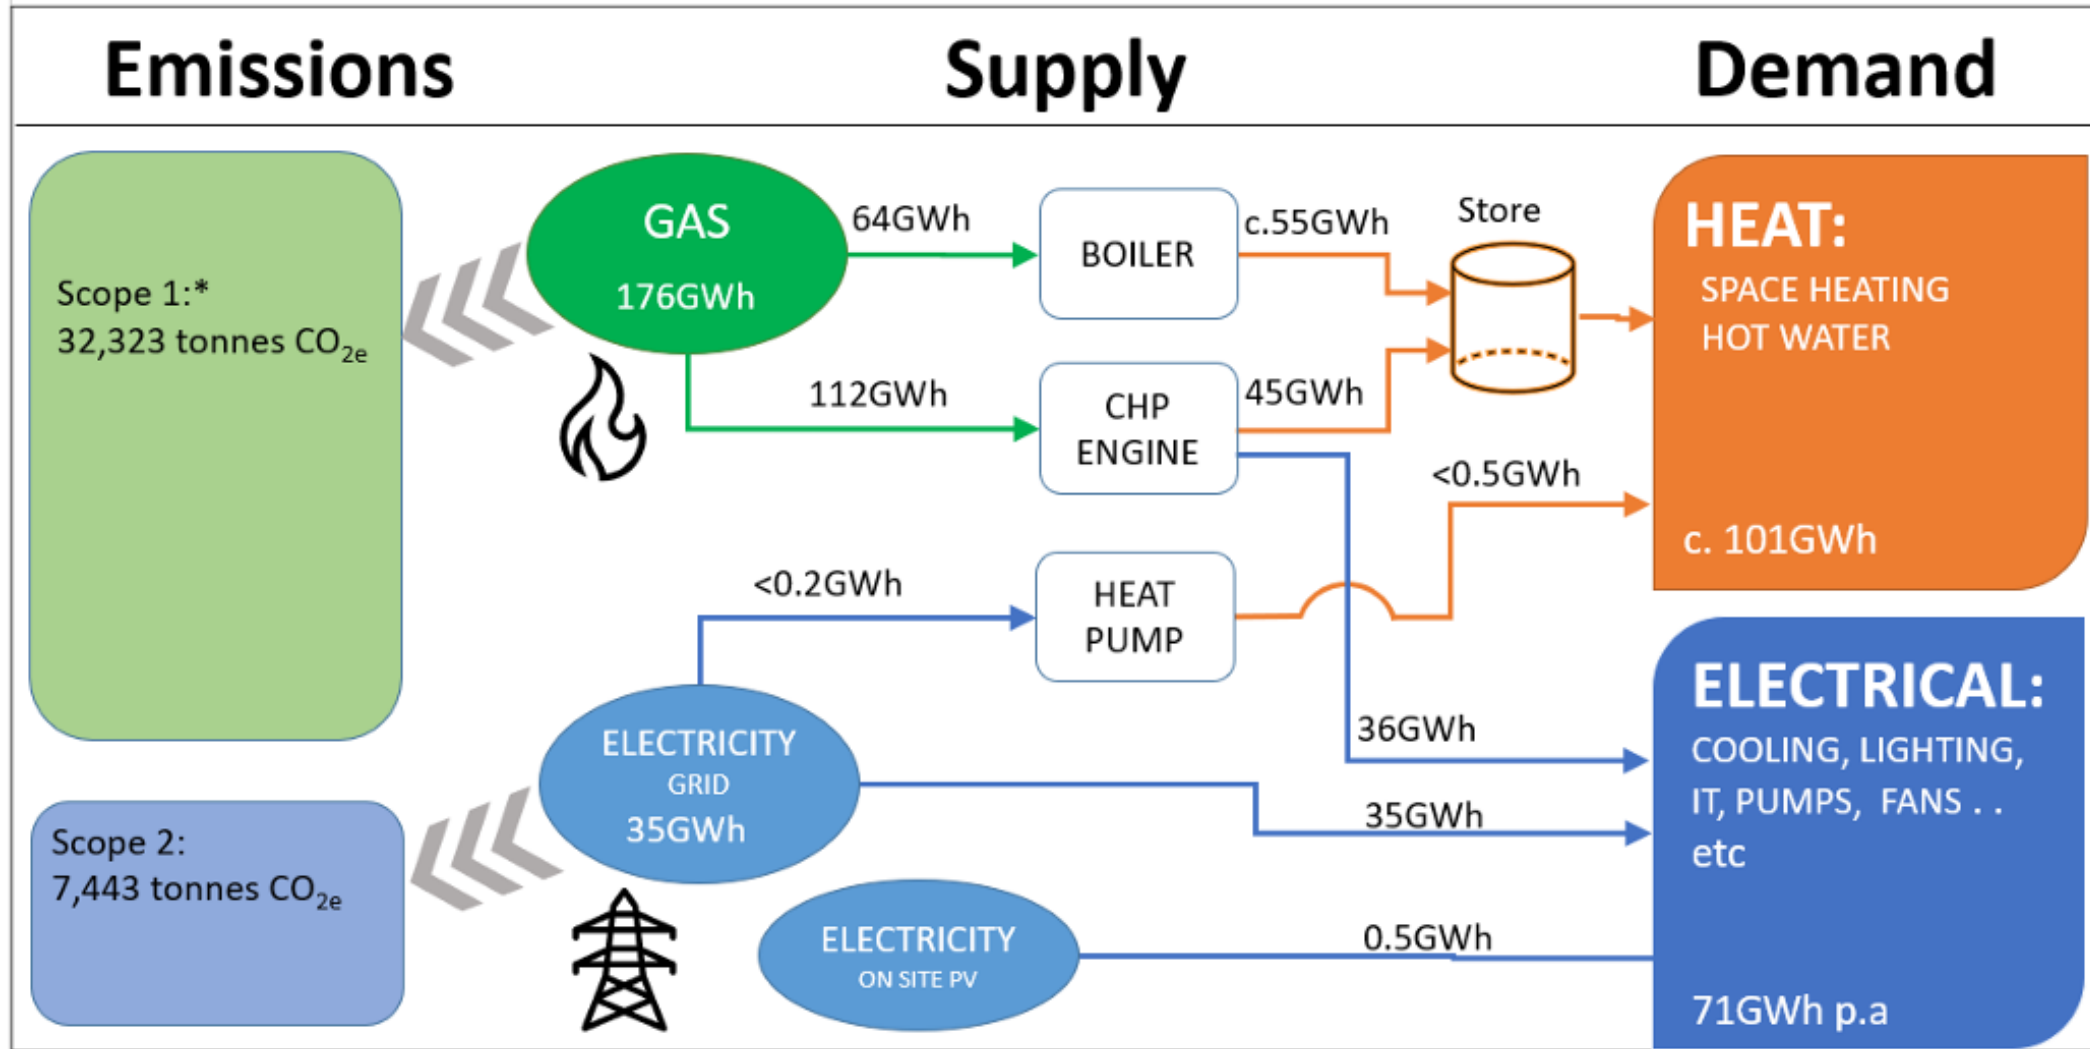 Emissions
Supply
Demand
Scope 1:*
32,323 tonnes CO2e
GAS
176GWh
64GWh
BOILER
c.55GWh
Store
HEAT:
SPACE HEATING
HOT WATER
c. 101GWh
112GWh
CHP
ENGINE
45GWh
<0.5GWh
<0.2GWh
HEAT
PUMP
Scope 2:
7,443 tonnes CO2e
ELECTRICITY
GRID
35GWh
36GWh
35GWh
ELECTRICITY
ON SITE PV
0.5GWh
ELECTRICAL:
COOLING, LIGHTING,
IT, PUMPS, FANS . .
etc
71GWh p.a